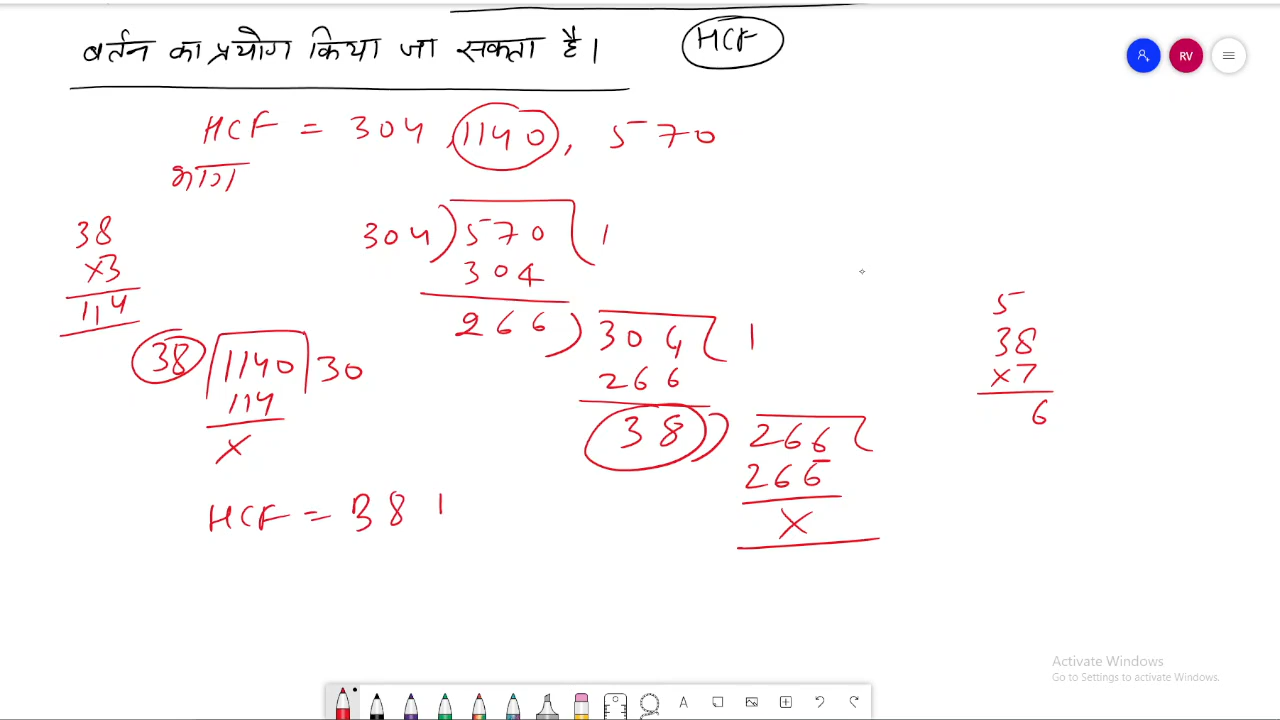 बर्तन का प्रयोग किया जा सकता है। HCF
RV
HCF = 304, 1140, 570
भाग
38
×3
114
304) 570 ( 1
304
266) 304 ( 1
266
38) 266 (
266
×
5
38
×7
6
38 1140 30
114
×
HCF = 38 ।
Activate Windows
Go to Settings to activate Windows.
A